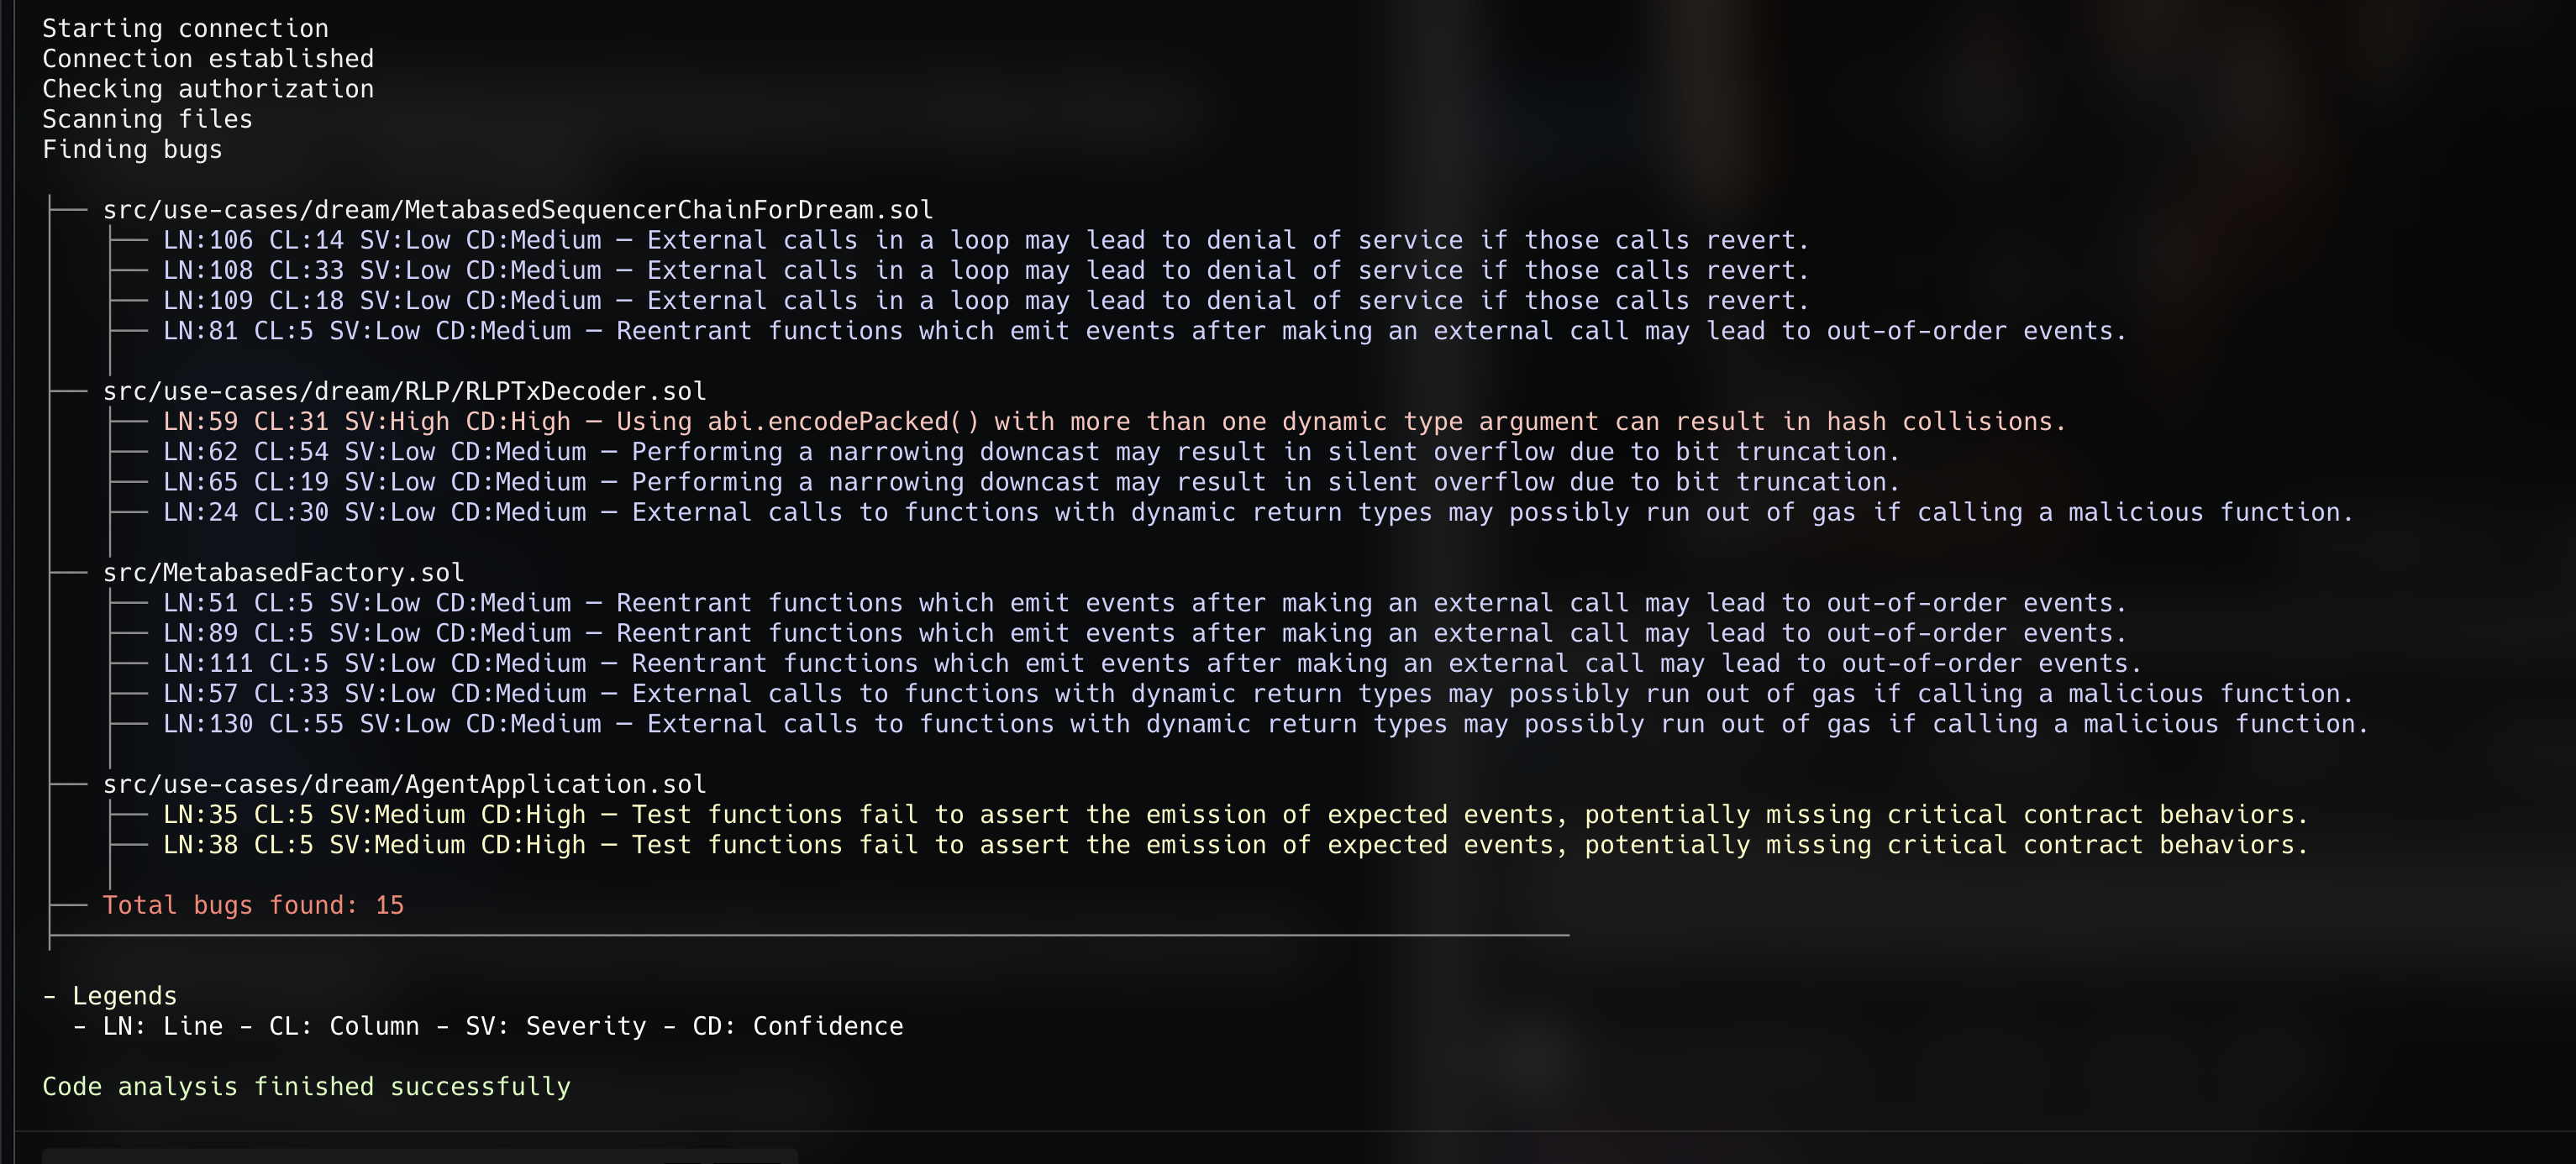 Starting connection
Connection established
Checking authorization
Scanning files
Finding bugs
src/use-cases/dream/MetabasedSequencerChainForDream.sol
LN:106 CL:14 SV:Low CD:Medium — External calls in a loop may lead to denial of service if those calls revert.
LN:108 CL:33 SV:Low CD:Medium — External calls in a loop may lead to denial of service if those calls revert.
LN:109 CL:18 SV:Low CD:Medium — External calls in a loop may lead to denial of service if those calls revert.
LN:81 CL:5 SV:Low CD:Medium — Reentrant functions which emit events after making an external call may lead to out-of-order events.
src/use-cases/dream/RLP/RLPTxDecoder.sol
LN:59 CL:31 SV:High CD:High — Using abi.encodePacked() with more than one dynamic type argument can result in hash collisions.
LN:62 CL:54 SV:Low CD:Medium — Performing a narrowing downcast may result in silent overflow due to bit truncation.
LN:65 CL:19 SV:Low CD:Medium — Performing a narrowing downcast may result in silent overflow due to bit truncation.
LN:24 CL:30 SV:Low CD:Medium — External calls to functions with dynamic return types may possibly run out of gas if calling a malicious function.
src/MetabasedFactory.sol
LN:51 CL:5 SV:Low CD:Medium — Reentrant functions which emit events after making an external call may lead to out-of-order events.
LN:89 CL:5 SV:Low CD:Medium — Reentrant functions which emit events after making an external call may lead to out-of-order events.
LN:111 CL:5 SV:Low CD:Medium — Reentrant functions which emit events after making an external call may lead to out-of-order events.
LN:57 CL:33 SV:Low CD:Medium — External calls to functions with dynamic return types may possibly run out of gas if calling a malicious function.
LN:130 CL:55 SV:Low CD:Medium — External calls to functions with dynamic return types may possibly run out of gas if calling a malicious function.
src/use-cases/dream/AgentApplication.sol
LN:35 CL:5 SV:Medium CD:High — Test functions fail to assert the emission of expected events, potentially missing critical contract behaviors.
LN:38 CL:5 SV:Medium CD:High — Test functions fail to assert the emission of expected events, potentially missing critical contract behaviors.
Total bugs found: 15
- Legends
- LN: Line - CL: Column - SV: Severity - CD: Confidence
Code analysis finished successfully